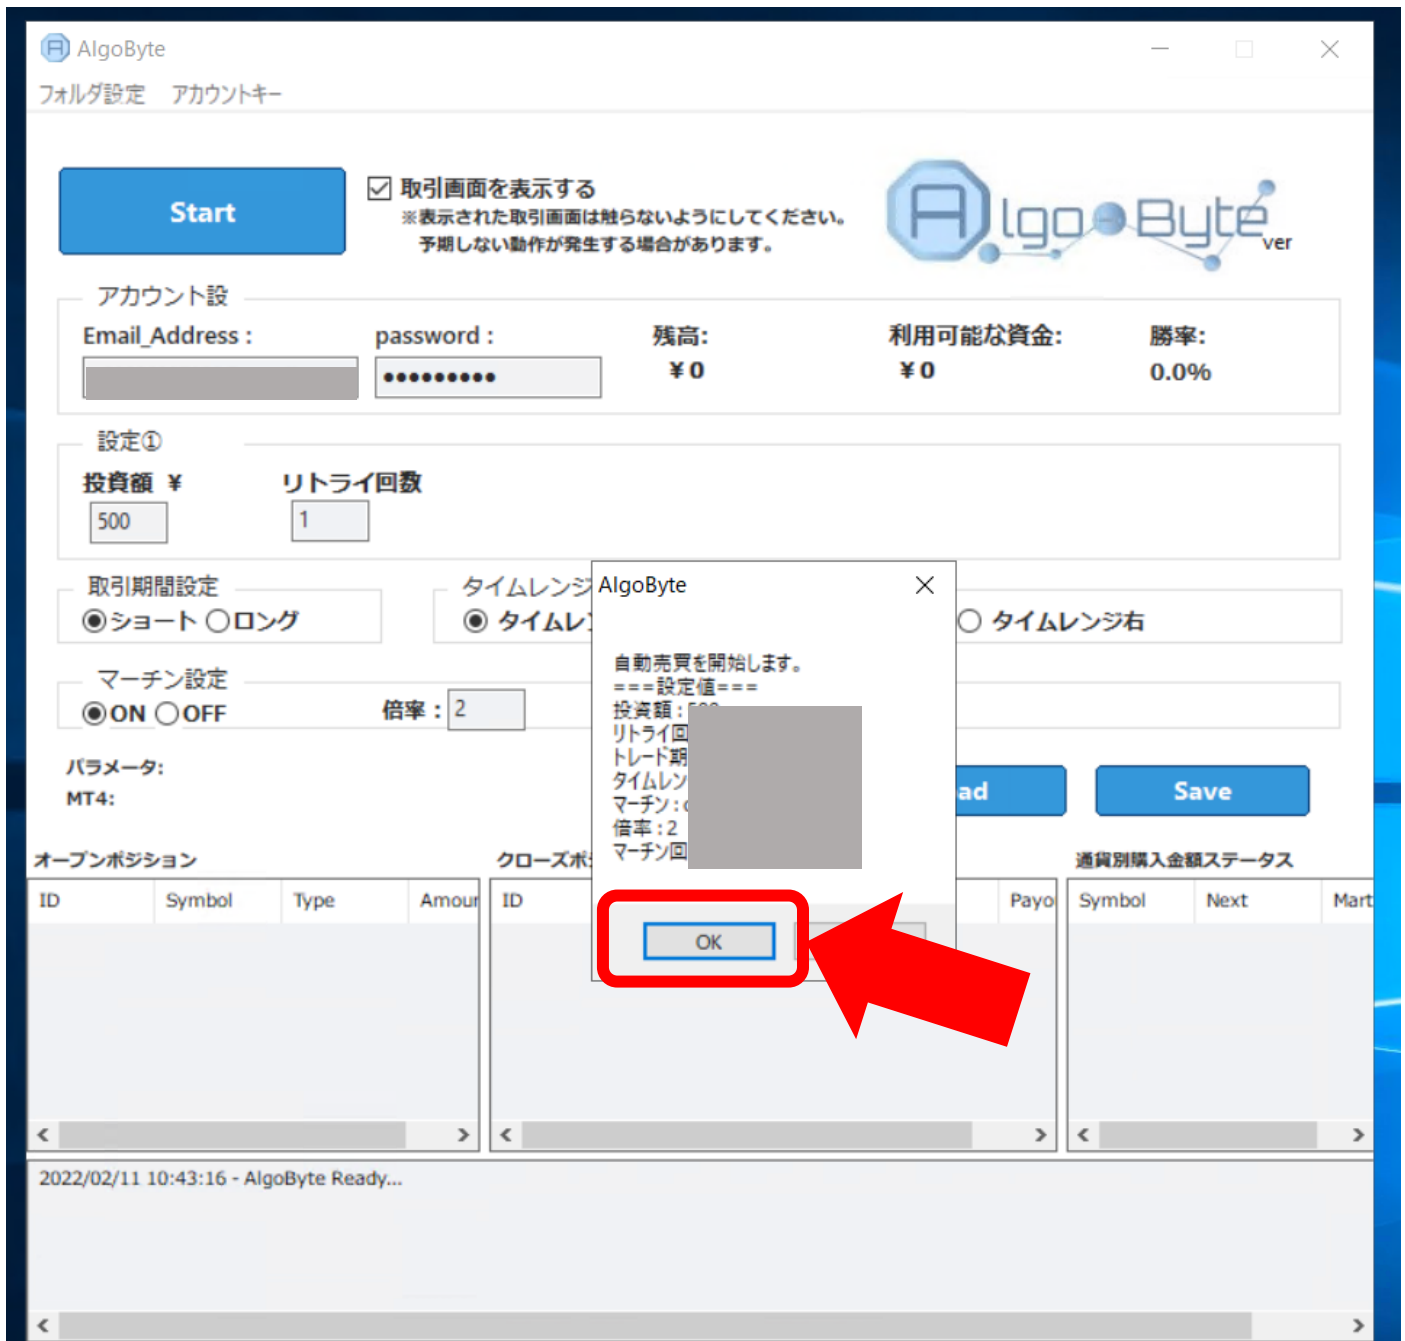 AlgoByte
フォルダ設定 アカウントキー
Start
取引画面を表示する
※表示された取引画面は触らないようにしてください。
予期しない動作が発生する場合があります。
AlgoByte
ver
アカウント設
Email_Address : password : 残高: 利用可能な資金: 勝率:
●●●●●●●●● ¥0 ¥0 0.0%
設定①
投資額 ¥ リトライ回数
500 1
取引期間設定 タイムレンジ
ショート ロング タイムレン タイムレンジ右
マーチン設定
ON OFF 倍率 : 2
パラメータ:
MT4:
ad Save
AlgoByte
自動売買を開始します。
===設定値===
投資額 :
リトライ回
トレード期
タイムレン
マーチン :
倍率 :2
マーチン回
OK
オープンポジション クローズポ 通貨別購入金額ステータス
ID Symbol Type Amoun ID Payo Symbol Next Mart
2022/02/11 10:43:16 - AlgoByte Ready...